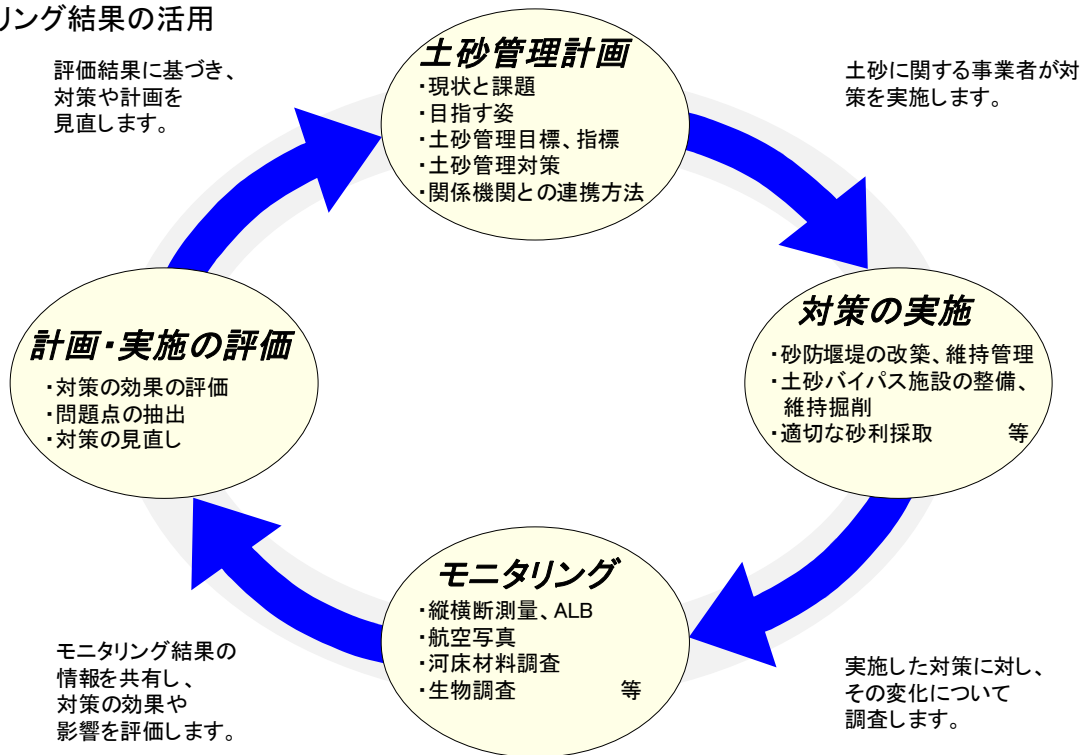 リング結果の活用
評価結果に基づき、
対策や計画を
見直します。
土砂管理計画
・現状と課題
・目指す姿
・土砂管理目標、指標
・土砂管理対策
・関係機関との連携方法
土砂に関する事業者が対
策を実施します。
計画・実施の評価
・対策の効果の評価
・問題点の抽出
・対策の見直し
対策の実施
・砂防堰堤の改築、維持管理
・土砂バイパス施設の整備、
維持掘削
・適切な砂利採取 等
モニタリング
・縦横断測量、ALB
・航空写真
・河床材料調査
・生物調査 等
モニタリング結果の
情報を共有し、
対策の効果や
影響を評価します。
実施した対策に対し、
その変化について
調査します。